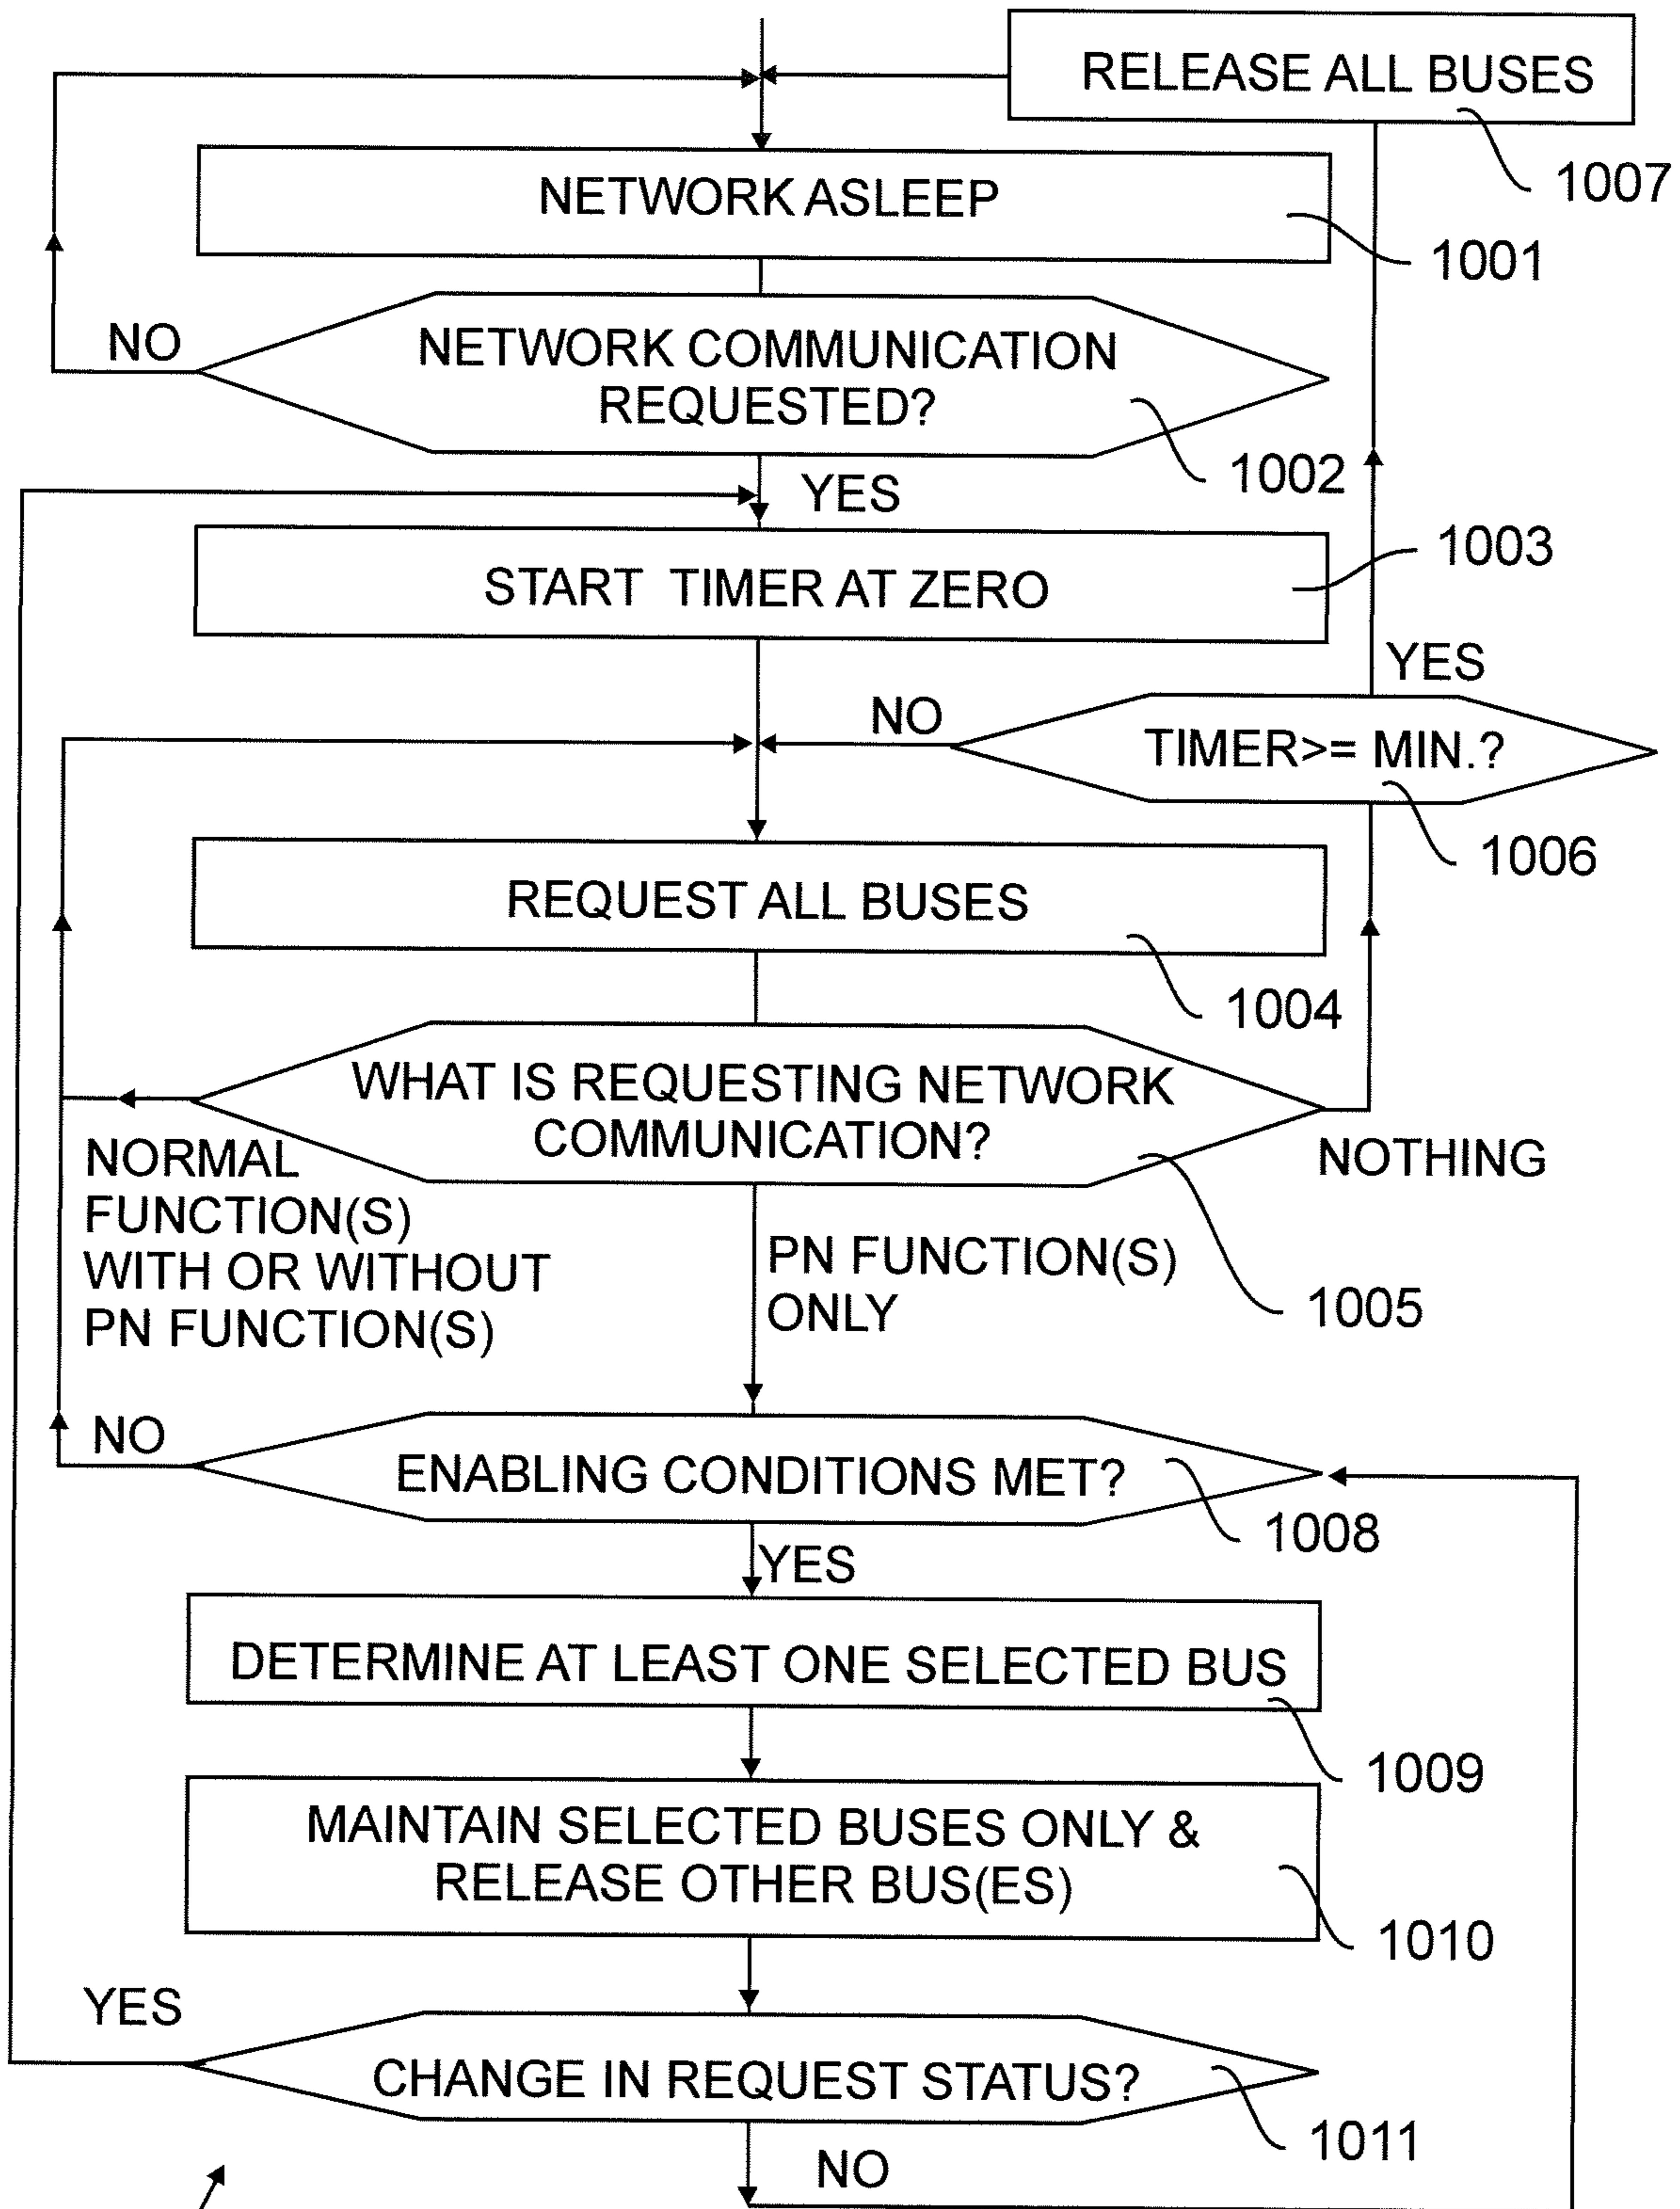 RELEASE ALL BUSES
1007
NETWORK ASLEEP
1001
NO
NETWORK COMMUNICATION
REQUESTED?
1002
YES
1003
START TIMER AT ZERO
YES
NO
TIMER>= MIN.?
1006
REQUEST ALL BUSES
1004
WHAT IS REQUESTING NETWORK
COMMUNICATION?
NORMAL
FUNCTION(S)
WITH OR WITHOUT
PN FUNCTION(S)
NOTHING
PN FUNCTION(S)
ONLY
1005
NO
ENABLING CONDITIONS MET?
1008
YES
DETERMINE AT LEAST ONE SELECTED BUS
1009
MAINTAIN SELECTED BUSES ONLY &
RELEASE OTHER BUS(ES)
1010
YES
CHANGE IN REQUEST STATUS?
1011
NO